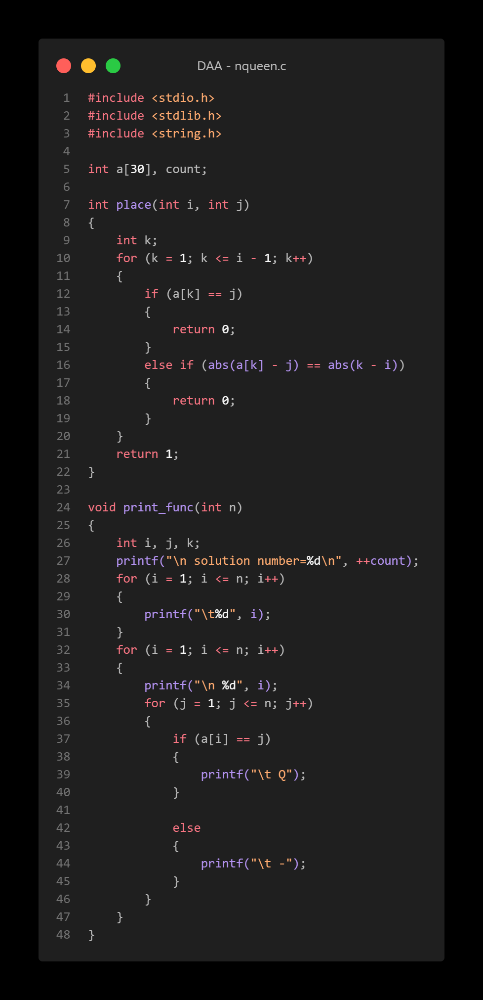 DAA - nqueen.c
1 #include <stdio.h>
2 #include <stdlib.h>
3 #include <string.h>
4
5 int a[30], count;
6
7 int place(int i, int j)
8 {
9     int k;
10     for (k = 1; k <= i - 1; k++)
11     {
12         if (a[k] == j)
13         {
14             return 0;
15         }
16         else if (abs(a[k] - j) == abs(k - i))
17         {
18             return 0;
19         }
20     }
21     return 1;
22 }
23
24 void print_func(int n)
25 {
26     int i, j, k;
27     printf("\n solution number=%d\n", ++count);
28     for (i = 1; i <= n; i++)
29     {
30         printf("\t%d", i);
31     }
32     for (i = 1; i <= n; i++)
33     {
34         printf("\n %d", i);
35         for (j = 1; j <= n; j++)
36         {
37             if (a[i] == j)
38             {
39                 printf("\t Q");
40             }
41
42             else
43             {
44                 printf("\t -");
45             }
46         }
47     }
48 }